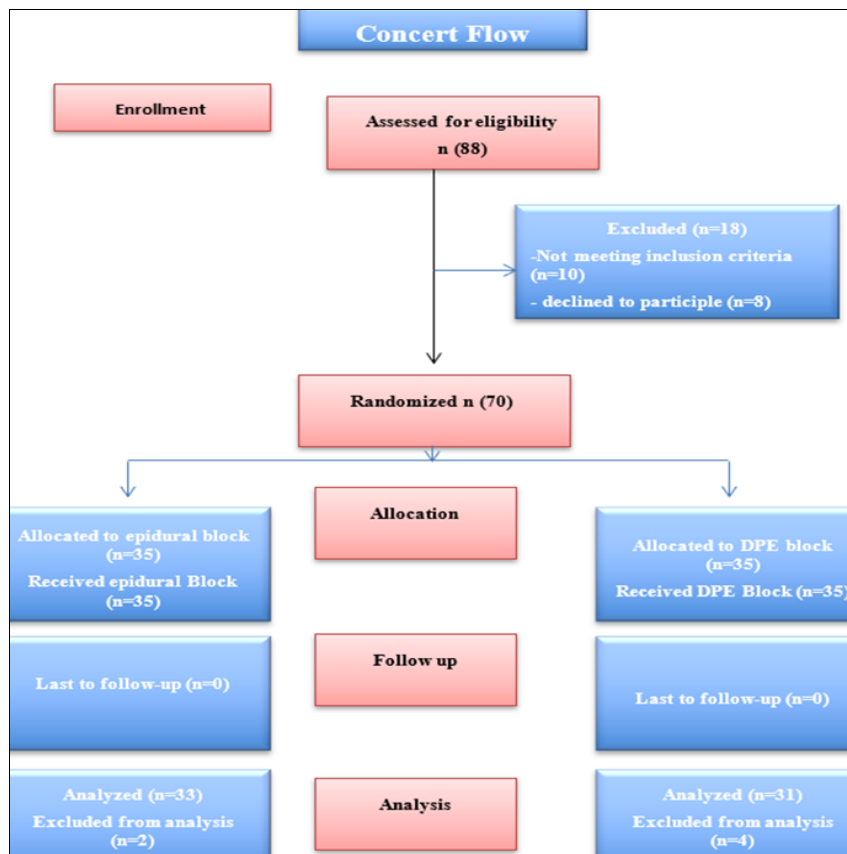 Concert Flow
Enrollment
Assessed for eligibility
n (88)
Excluded (n=18)
-Not meeting inclusion criteria
(n=10)
- declined to participle (n=8)
Randomized n (70)
Allocation
Allocated to epidural block
(n=35)
Received epidural Block
(n=35)
Allocated to DPE block
(n=35)
Received DPE Block (n=35)
Follow up
Last to follow-up (n=0)
Last to follow-up (n=0)
Analysis
Analyzed (n=33)
Excluded from analysis
(n=2)
Analyzed (n=31)
Excluded from analysis
(n=4)